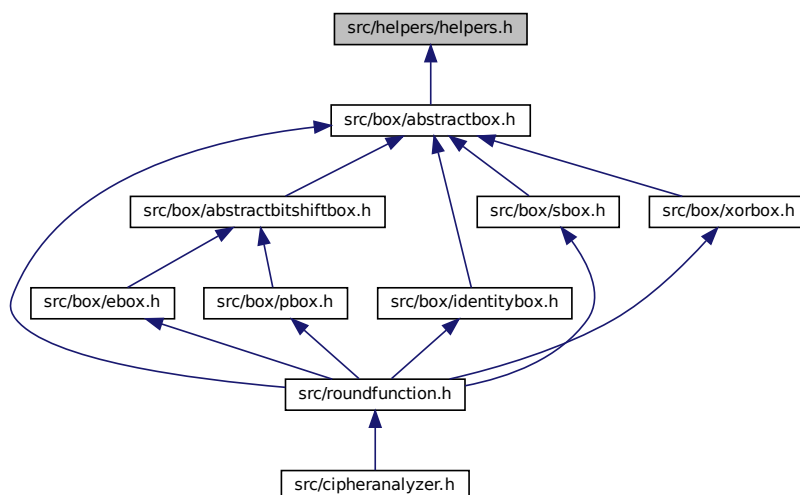 src/helpers/helpers.h
src/box/abstractbox.h
src/box/abstractbitshiftbox.h
src/box/sbox.h
src/box/xorbox.h
src/box/ebox.h
src/box/pbox.h
src/box/identitybox.h
src/roundfunction.h
src/cipheranalyzer.h